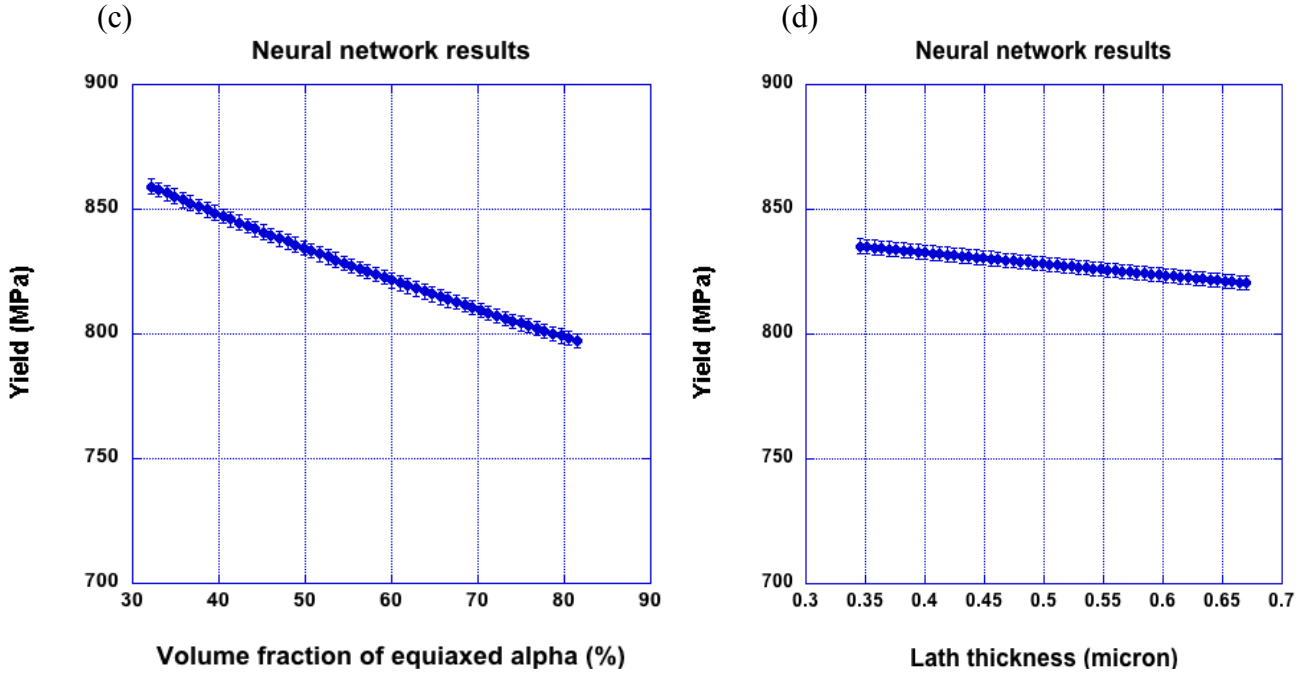 (c)
Neural network results
900
850
800
750
700
Yield (MPa)
30 40 50 60 70 80 90
Volume fraction of equiaxed alpha (%)
(d)
Neural network results
900
850
800
750
700
Yield (MPa)
0.3 0.35 0.4 0.45 0.5 0.55 0.6 0.65 0.7
Lath thickness (micron)